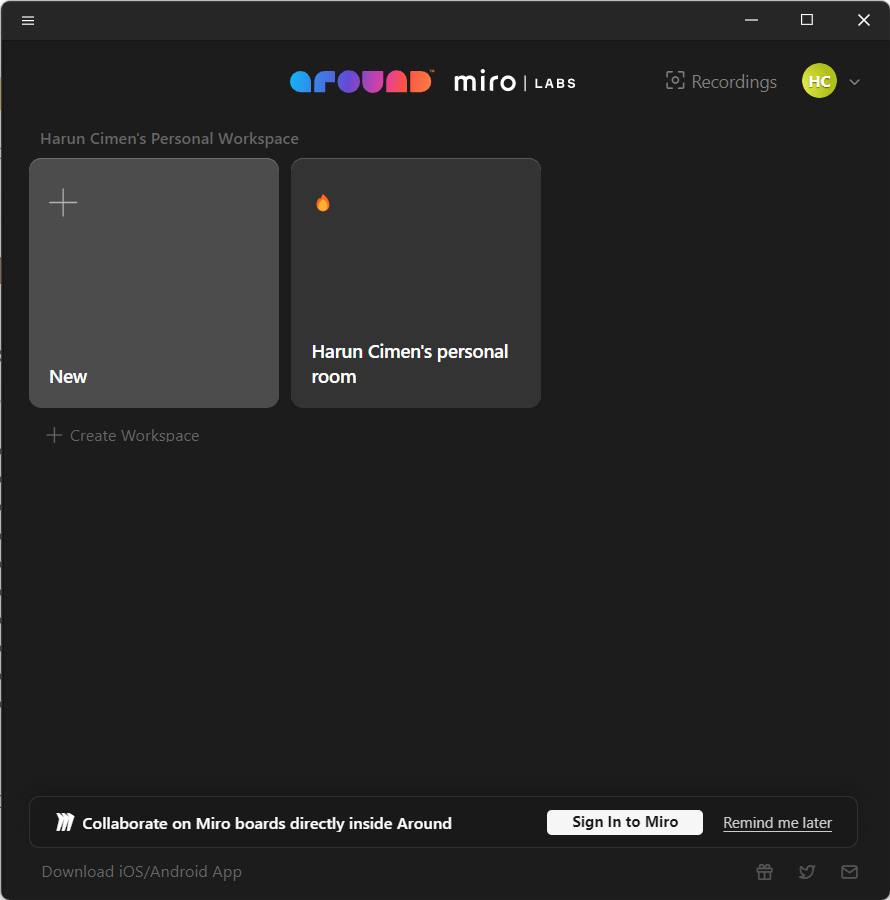 around™ miro | LABS Recordings HC
Harun Cimen's Personal Workspace
New
Harun Cimen's personal
room
Create Workspace
Collaborate on Miro boards directly inside Around
Sign In to Miro
Remind me later
Download iOS/Android App